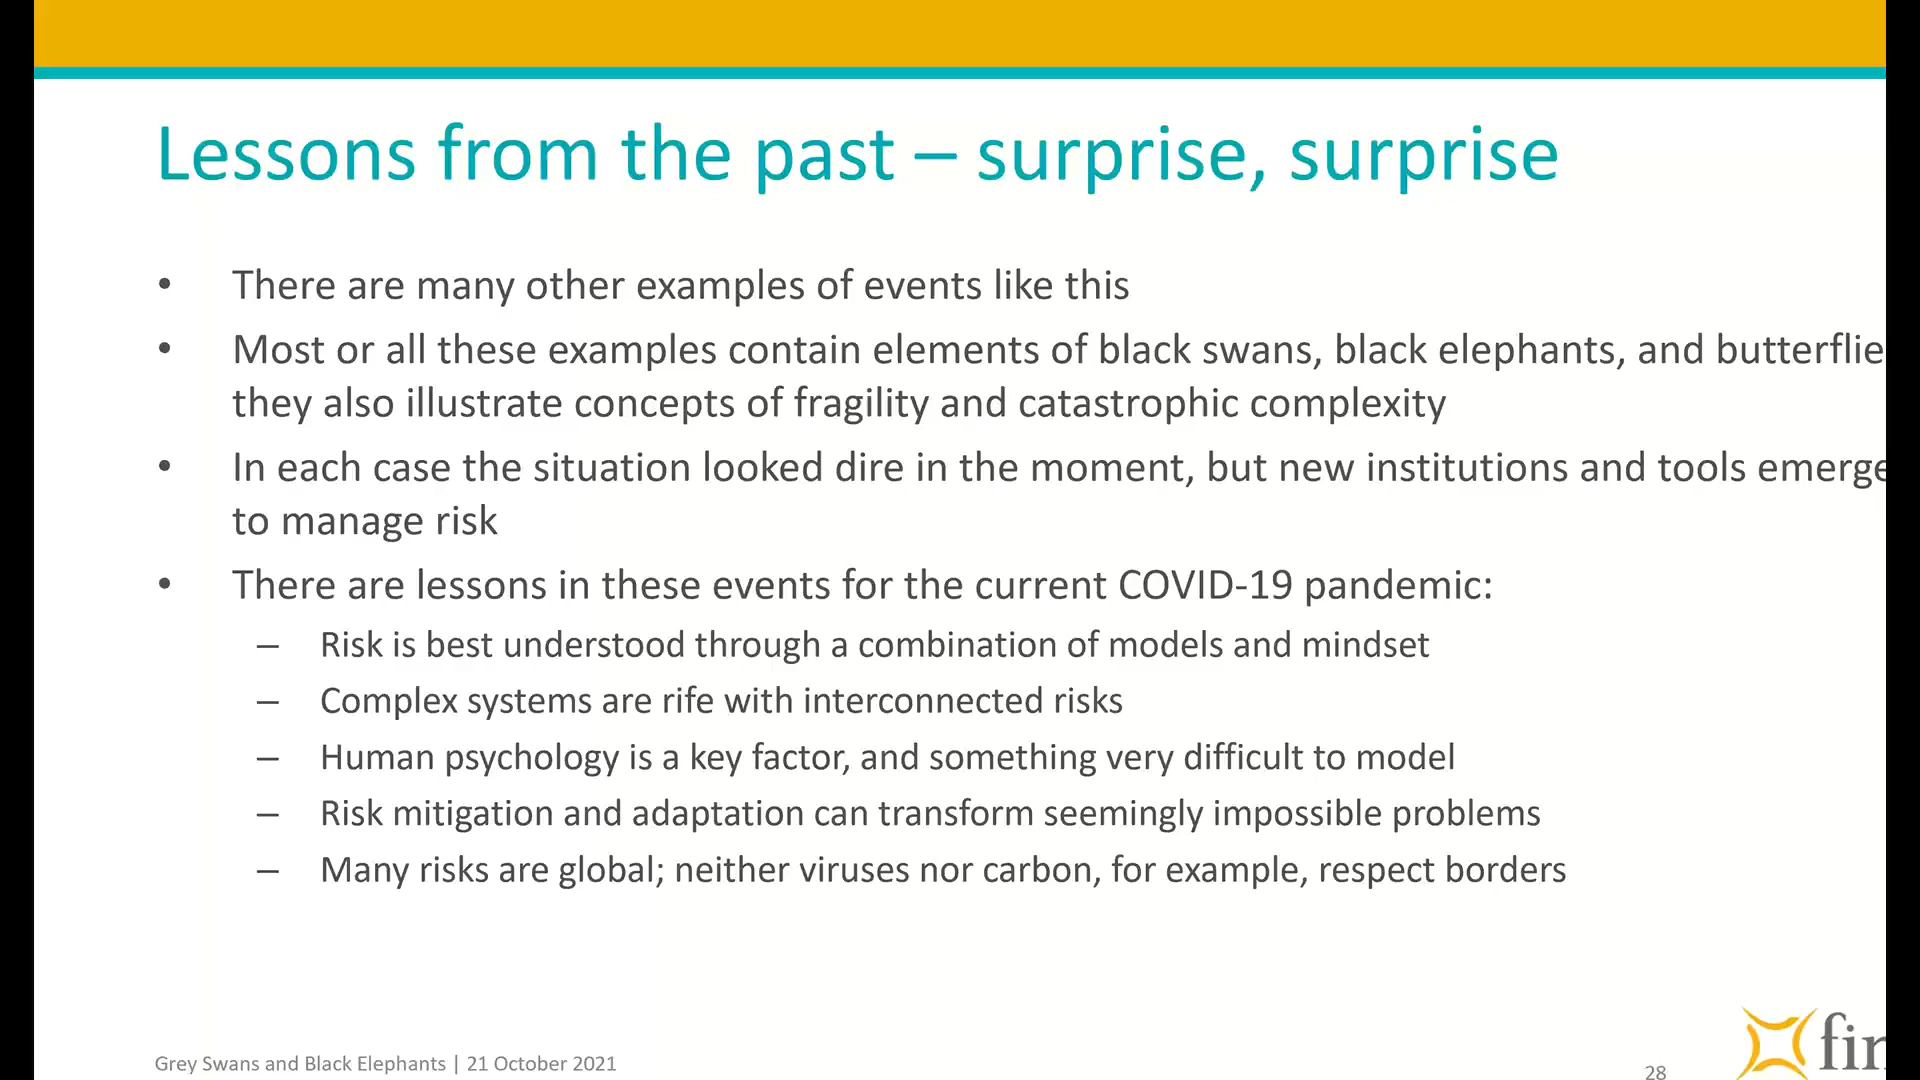 Lessons from the past – surprise, surprise
• There are many other examples of events like this
• Most or all these examples contain elements of black swans, black elephants, and butterflie
they also illustrate concepts of fragility and catastrophic complexity
• In each case the situation looked dire in the moment, but new institutions and tools emerge
to manage risk
• There are lessons in these events for the current COVID-19 pandemic:
– Risk is best understood through a combination of models and mindset
– Complex systems are rife with interconnected risks
– Human psychology is a key factor, and something very difficult to model
– Risk mitigation and adaptation can transform seemingly impossible problems
– Many risks are global; neither viruses nor carbon, for example, respect borders
Grey Swans and Black Elephants | 21 October 2021
28